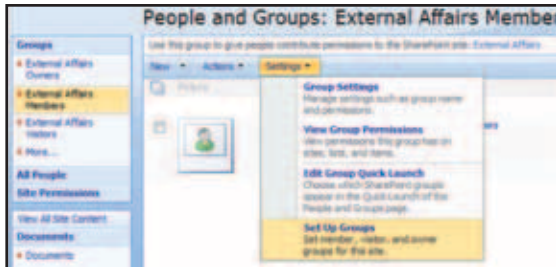 People and Groups: External Affairs Member
Groups
External Affairs
Owners
External Affairs
Members
External Affairs
Visitors
More...
All People
Site Permissions
View All Site Content
Documents
Documents
Use this group to give people contribute permissions to the SharePoint site: External Affairs
New Actions Settings
Picture
Group Settings
Manage settings such as group name
and permissions.
View Group Permissions
View permissions this group has on
sites, lists, and items.
Edit Group Quick Launch
Choose which SharePoint groups
appear in the Quick Launch of the
People and Groups page.
Set Up Groups
Set member, visitor, and owner
groups for this site.